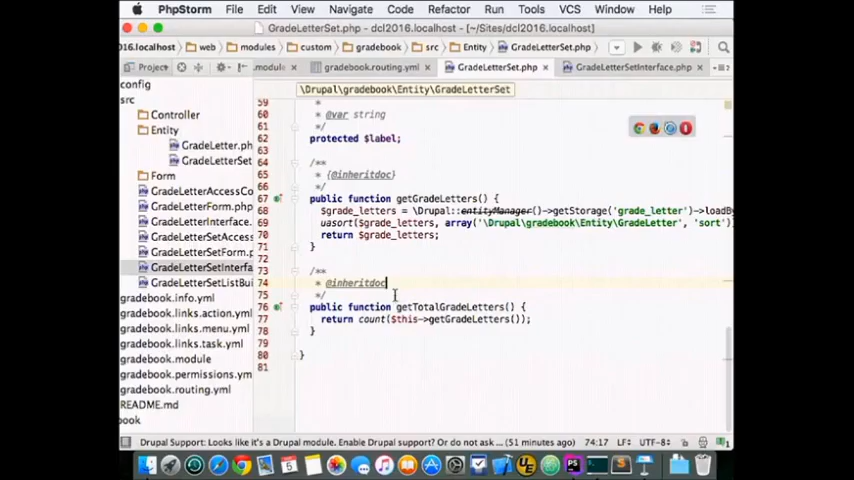 PhpStorm File Edit View Navigate Code Refactor Run Tools VCS Window Help
GradeLetterSet.php - dcl2016.localhost - [~/Sites/dcl2016.localhost]
016.localhost web modules custom gradebook src Entity GradeLetterSet.php
Project .module gradebook.routing.yml GradeLetterSet.php GradeLetterSetInterface.php
\Drupal\gradebook\Entity\GradeLetterSet
config
src
Controller
Entity
GradeLetter.ph
GradeLetterSet
Form
GradeLetterAccessCo
GradeLetterForm.php
GradeLetterInterface.
GradeLetterSetAccess
GradeLetterSetForm.p
GradeLetterSetInterfa
GradeLetterSetListBui
gradebook.info.yml
gradebook.links.action.yml
gradebook.links.menu.yml
gradebook.links.task.yml
gradebook.module
gradebook.permissions.yml
gradebook.routing.yml
README.md
book
59 *
60 * @var string
61 */
62 protected $label;
63
64 /**
65 * {@inheritdoc}
66 */
67 public function getGradeLetters() {
68 $grade_letters = \Drupal::entityManager()->getStorage('grade_letter')->loadBy
69 uasort($grade_letters, array('\Drupal\gradebook\Entity\GradeLetter', 'sort')
70 return $grade_letters;
71 }
72
73 /**
74 * @inheritdoc
75 */
76 public function getTotalGradeLetters() {
77 return count($this->getGradeLetters());
78 }
79
80 }
81
Drupal Support: Looks like it's a Drupal module. Enable Drupal support? Or do not ask ... (51 minutes ago) 74:17 LF÷ UTF-8÷